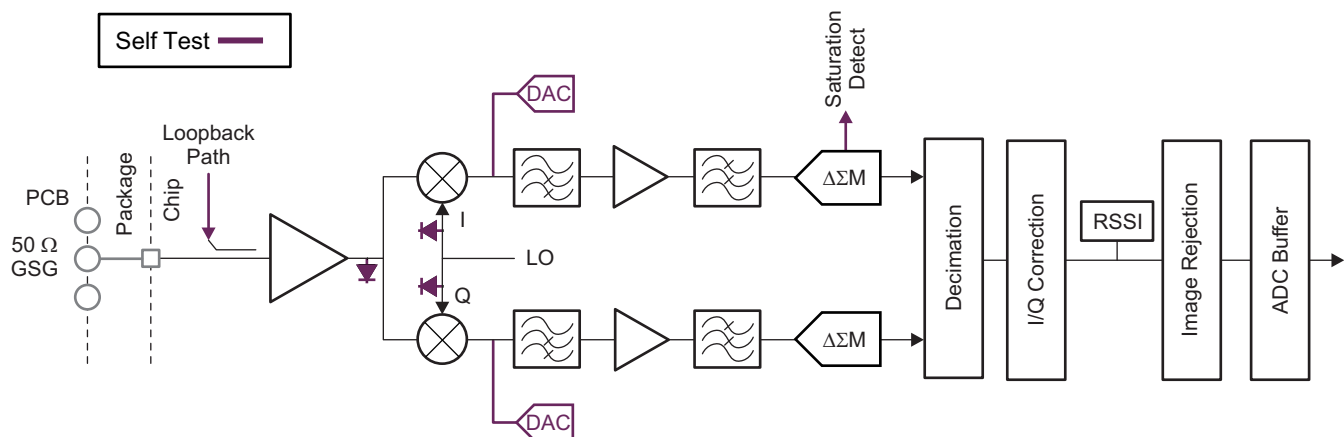 Self Test
DAC
Saturation
Detect
Loopback
Path
PCB
Package
Chip
50 Ω
GSG
I
LO
Q
ΔΣM
ΔΣM
DAC
Decimation
I/Q Correction
RSSI
Image Rejection
ADC Buffer